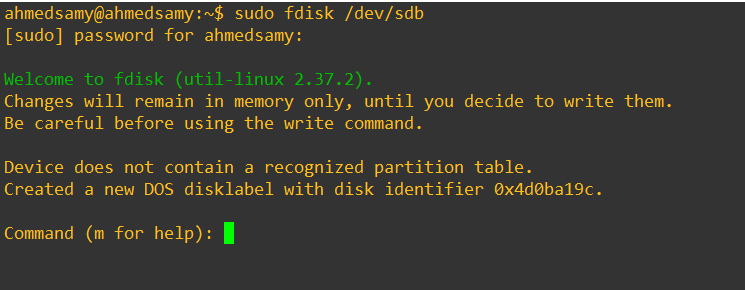 ahmedsamy@ahmedsamy:~$ sudo fdisk /dev/sdb
[sudo] password for ahmedsamy:
Welcome to fdisk (util-linux 2.37.2).
Changes will remain in memory only, until you decide to write them.
Be careful before using the write command.
Device does not contain a recognized partition table.
Created a new DOS disklabel with disk identifier 0x4d0ba19c.
Command (m for help):